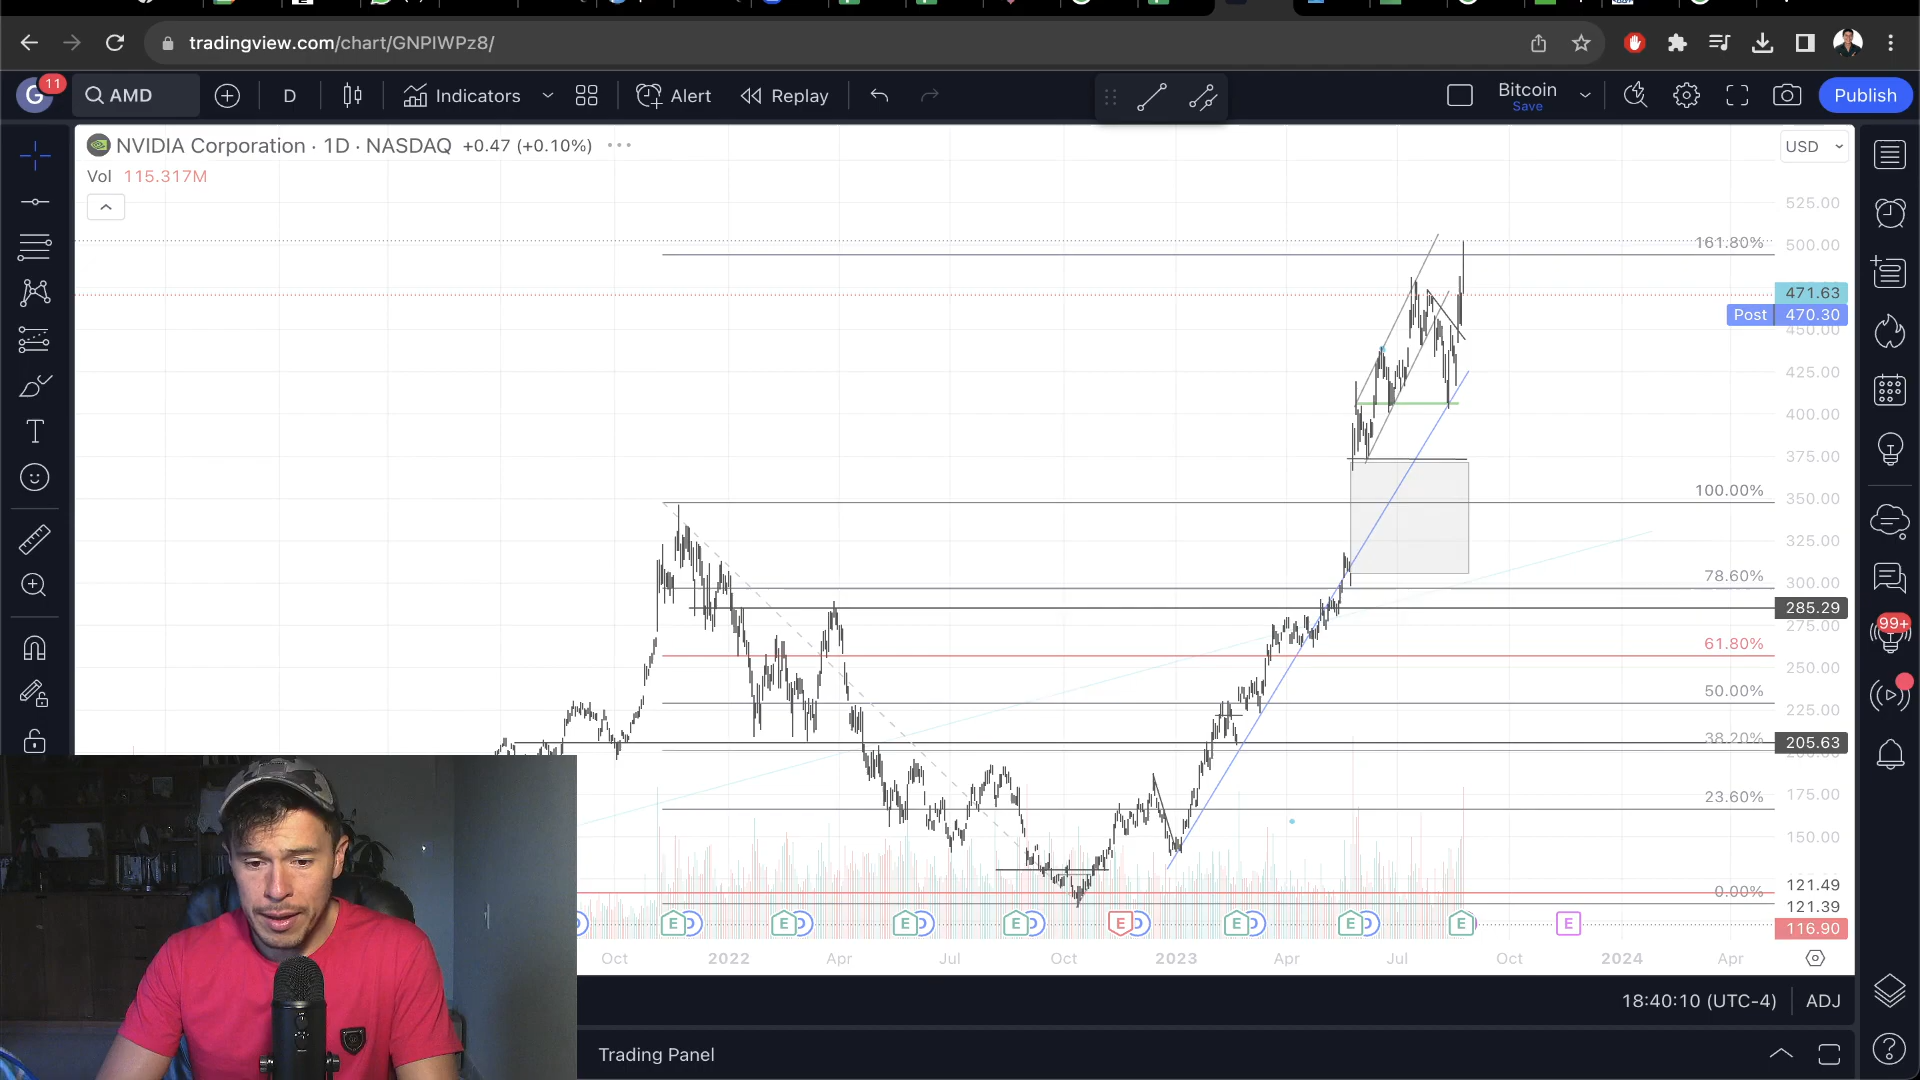 tradingview.com/chart/GNPIWPz8/
G
11
AMD
D
Indicators
Alert
Replay
Bitcoin
Save
Publish
NVIDIA Corporation · 1D · NASDAQ +0.47 (+0.10%)
USD
Vol 115.317M
525.00
161.80%
500.00
471.63
Post 470.30
450.00
425.00
400.00
375.00
100.00%
350.00
325.00
78.60%
300.00
285.29
275.00
61.80%
250.00
50.00%
225.00
38.20%
205.63
23.60%
175.00
150.00
0.00%
121.49
121.39
116.90
99+
E
E
E
E
E
E
E
E
E
Oct 2022 Apr Jul Oct 2023 Apr Jul Oct 2024 Apr
18:40:10 (UTC-4) ADJ
Trading Panel